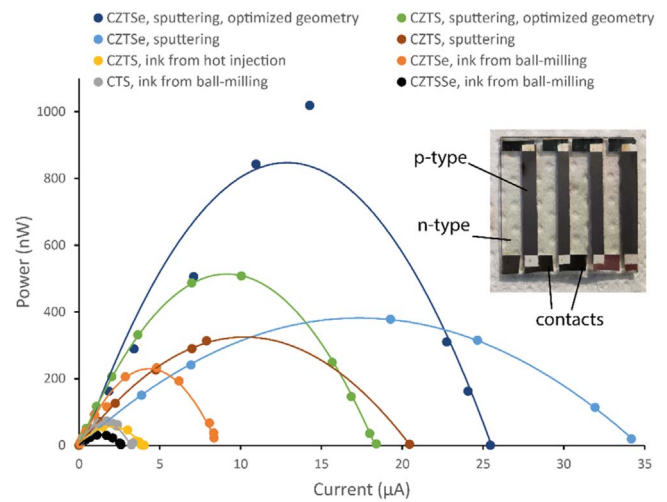 CZTSe, sputtering, optimized geometry
CZTS, sputtering, optimized geometry
CZTSe, sputtering
CZTS, sputtering
CZTS, ink from hot injection
CZTSe, ink from ball-milling
CTS, ink from ball-milling
CZTSSe, ink from ball-milling
1000
800
600
400
200
0
Power (nW)
0 5 10 15 20 25 30 35
Current (μA)
p-type
n-type
contacts